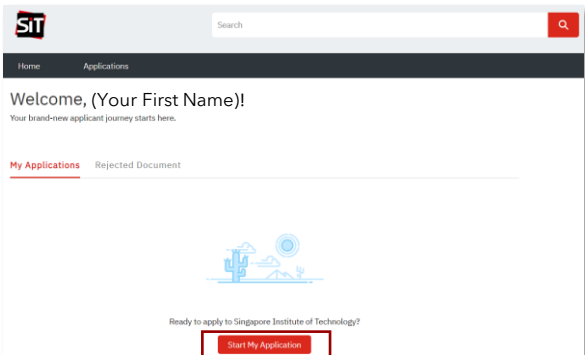 SiT
Search
Home Applications
Welcome, (Your First Name)!
Your brand-new applicant journey starts here.
My Applications Rejected Document
Ready to apply to Singapore Institute of Technology?
Start My Application